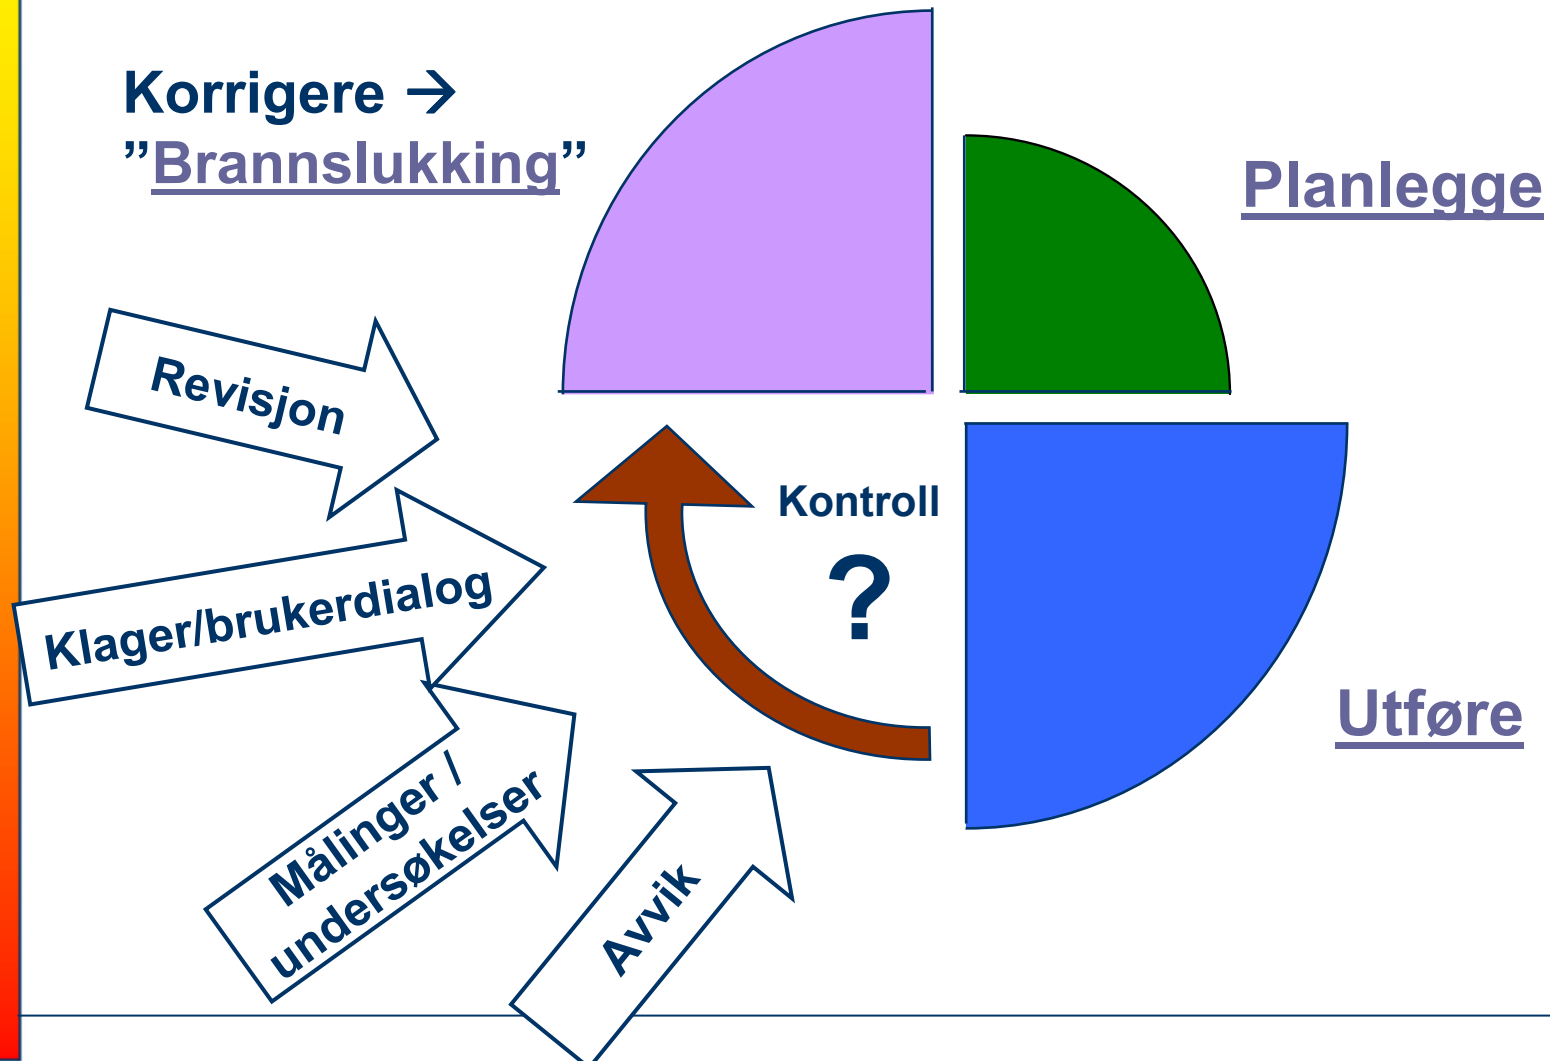 Korrigere →
”Brannslukking”
Planlegge
Revisjon
Kontroll
?
Klager/brukerdialog
Utføre
Målinger /
undersøkelser
Avvik